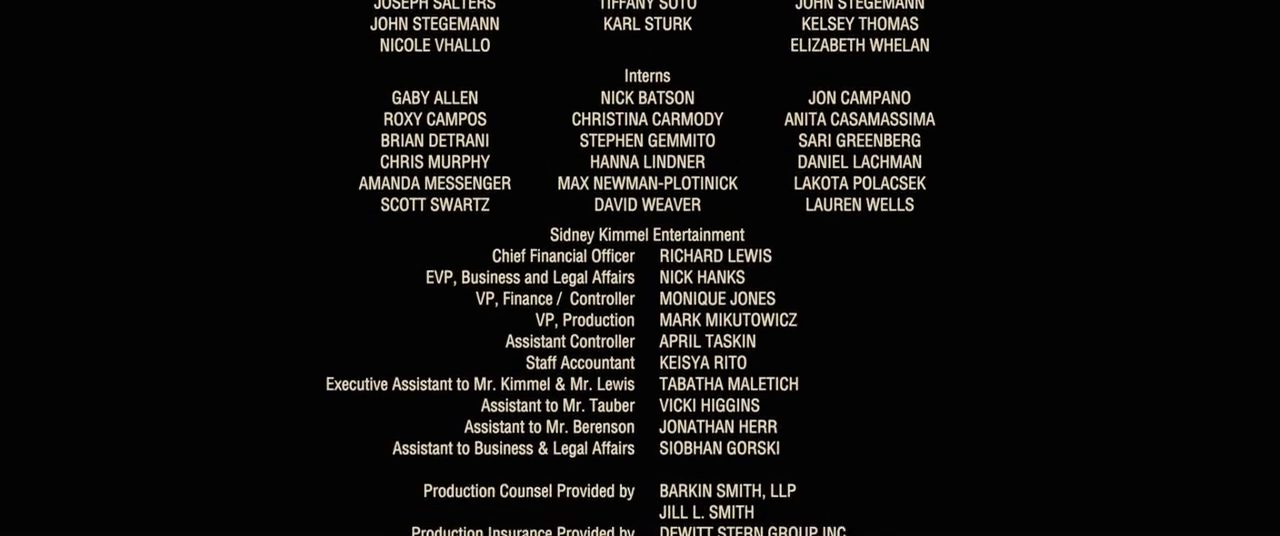 JOSEPH SALTERS TIFFANY SOTO JOHN STEGEMANN
JOHN STEGEMANN KARL STURK KELSEY THOMAS
NICOLE VHALLO ELIZABETH WHELAN
Interns
GABY ALLEN NICK BATSON JON CAMPANO
ROXY CAMPOS CHRISTINA CARMODY ANITA CASAMASSIMA
BRIAN DETRANI STEPHEN GEMMITO SARI GREENBERG
CHRIS MURPHY HANNA LINDNER DANIEL LACHMAN
AMANDA MESSENGER MAX NEWMAN-PLOTINICK LAKOTA POLACSEK
SCOTT SWARTZ DAVID WEAVER LAUREN WELLS
Sidney Kimmel Entertainment
Chief Financial Officer RICHARD LEWIS
EVP, Business and Legal Affairs NICK HANKS
VP, Finance / Controller MONIQUE JONES
VP, Production MARK MIKUTOWICZ
Assistant Controller APRIL TASKIN
Staff Accountant KEISYA RITO
Executive Assistant to Mr. Kimmel & Mr. Lewis TABATHA MALETICH
Assistant to Mr. Tauber VICKI HIGGINS
Assistant to Mr. Berenson JONATHAN HERR
Assistant to Business & Legal Affairs SIOBHAN GORSKI
Production Counsel Provided by BARKIN SMITH, LLP
JILL L. SMITH
Production Insurance Provided by DEWITT STERN GROUP INC